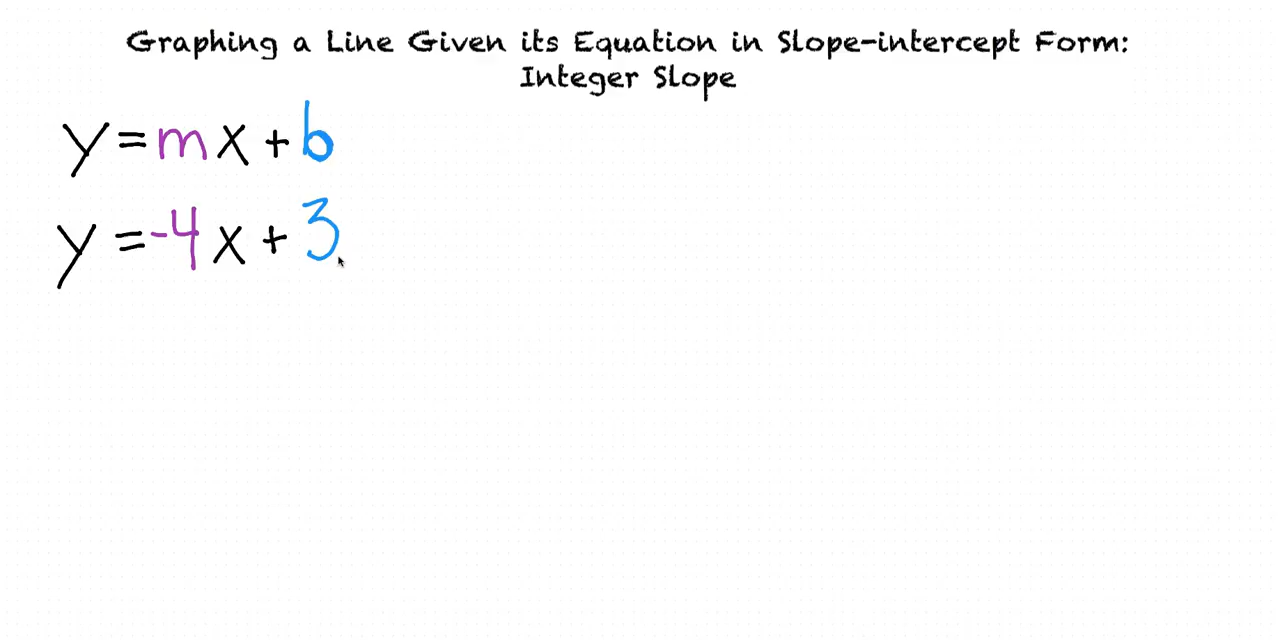 Graphing a Line Given its Equation in Slope-intercept Form:
Integer Slope
y = mx + b
y = -4x + 3